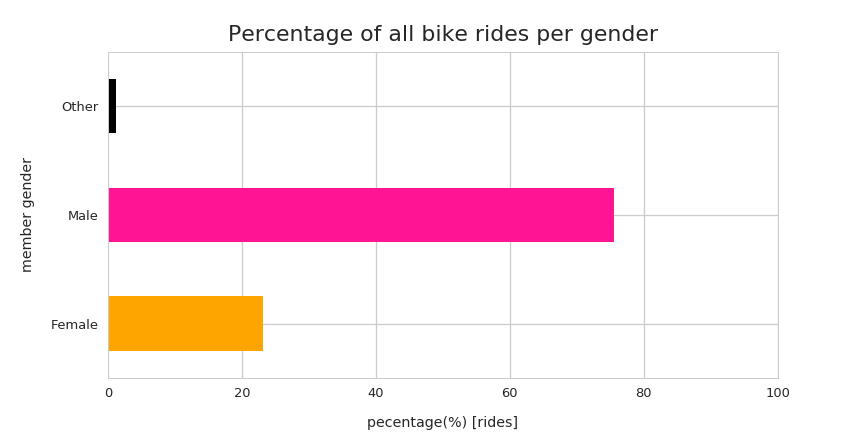 Percentage of all bike rides per gender
Other
Male
Female
member gender
0 20 40 60 80 100
pecentage(%) [rides]